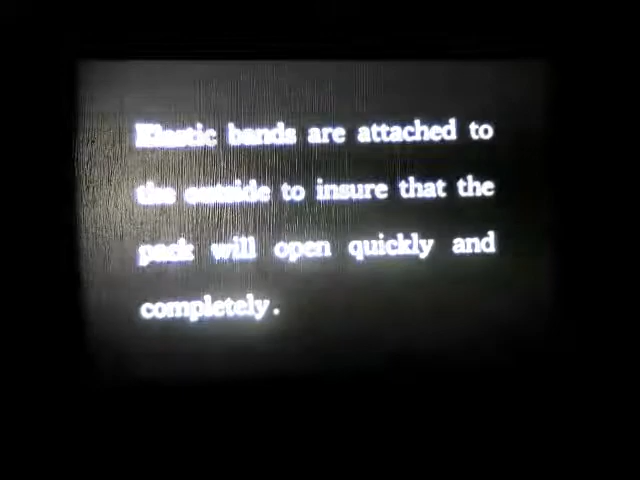 Elastic bands are attached to
the outside to insure that the
pack will open quickly and
completely.